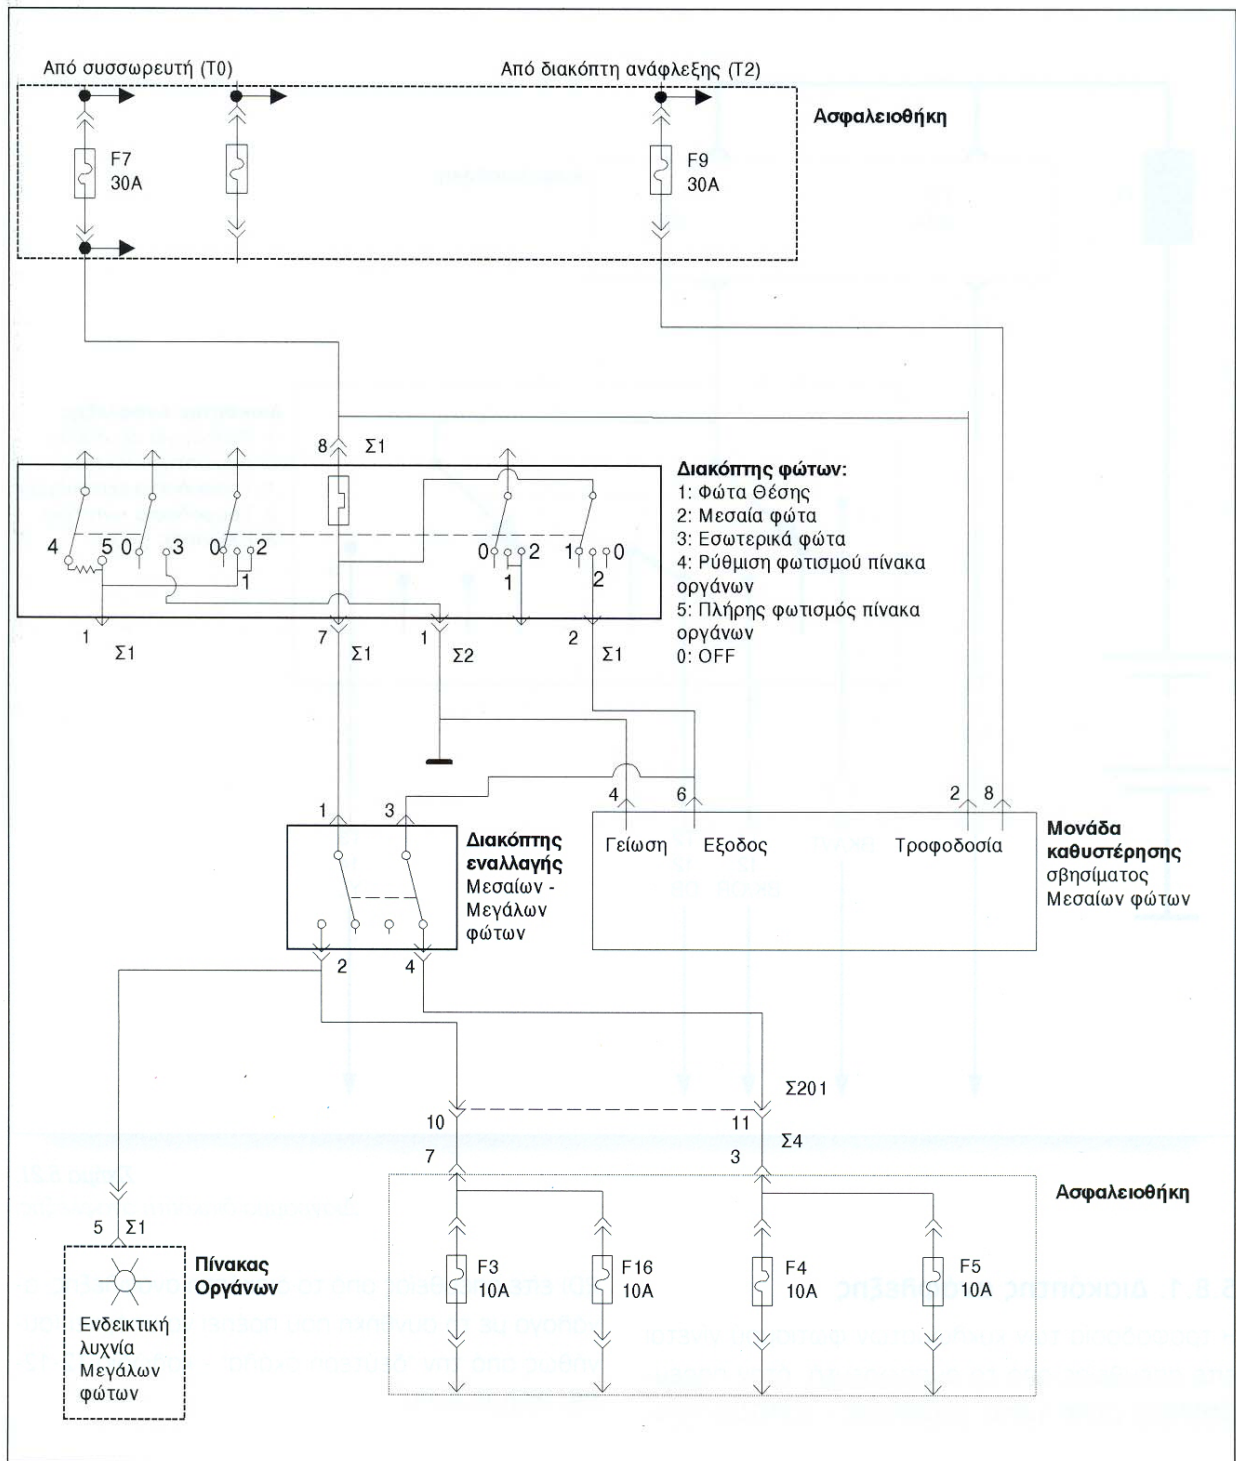 Από συσσωρευτή (Τ0)
Από διακόπτη ανάφλεξης (Τ2)
Ασφαλειοθήκη
F7
30A
F9
30A
8 Σ1
Διακόπτης φώτων:
1: Φώτα Θέσης
2: Μεσαία φώτα
3: Εσωτερικά φώτα
4: Ρύθμιση φωτισμού πίνακα
οργάνων
5: Πλήρης φωτισμός πίνακα
οργάνων
0: OFF
4 5 0 3 0 2 0 2 1 0
1 1 2
1 Σ1 7 Σ1 1 Σ2 2 Σ1
1 3 4 6 2 8
Διακόπτης
εναλλαγής
Μεσαίων -
Μεγάλων
φώτων
Γείωση Εξοδος Τροφοδοσία
Μονάδα
καθυστέρησης
σβησίματος
Μεσαίων φώτων
2 4
Σ201
10 11
Σ4
7 3
Ασφαλειοθήκη
5 Σ1
Πίνακας
Οργάνων
Ενδεικτική
λυχνία
Μεγάλων
φώτων
F3
10A
F16
10A
F4
10A
F5
10A